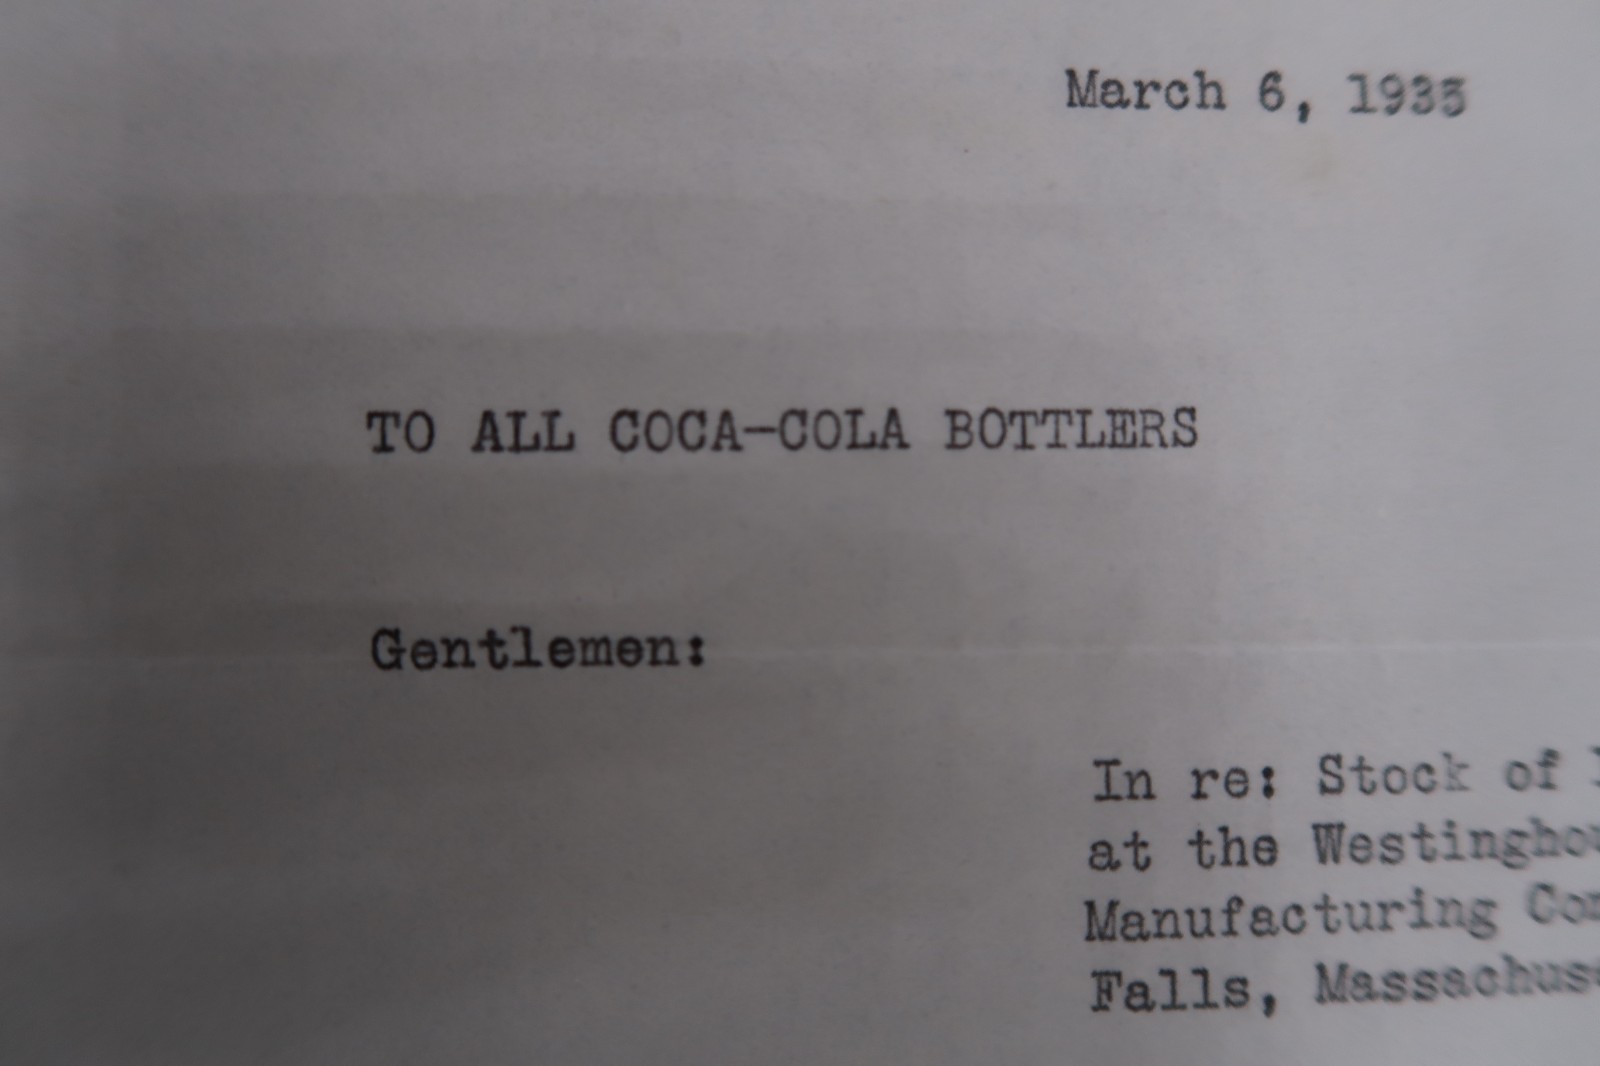 March 6, 1935
TO ALL COCA-COLA BOTTLERS
Gentlemen:
In re: Stock of
at the
Manufacturing
Falls,